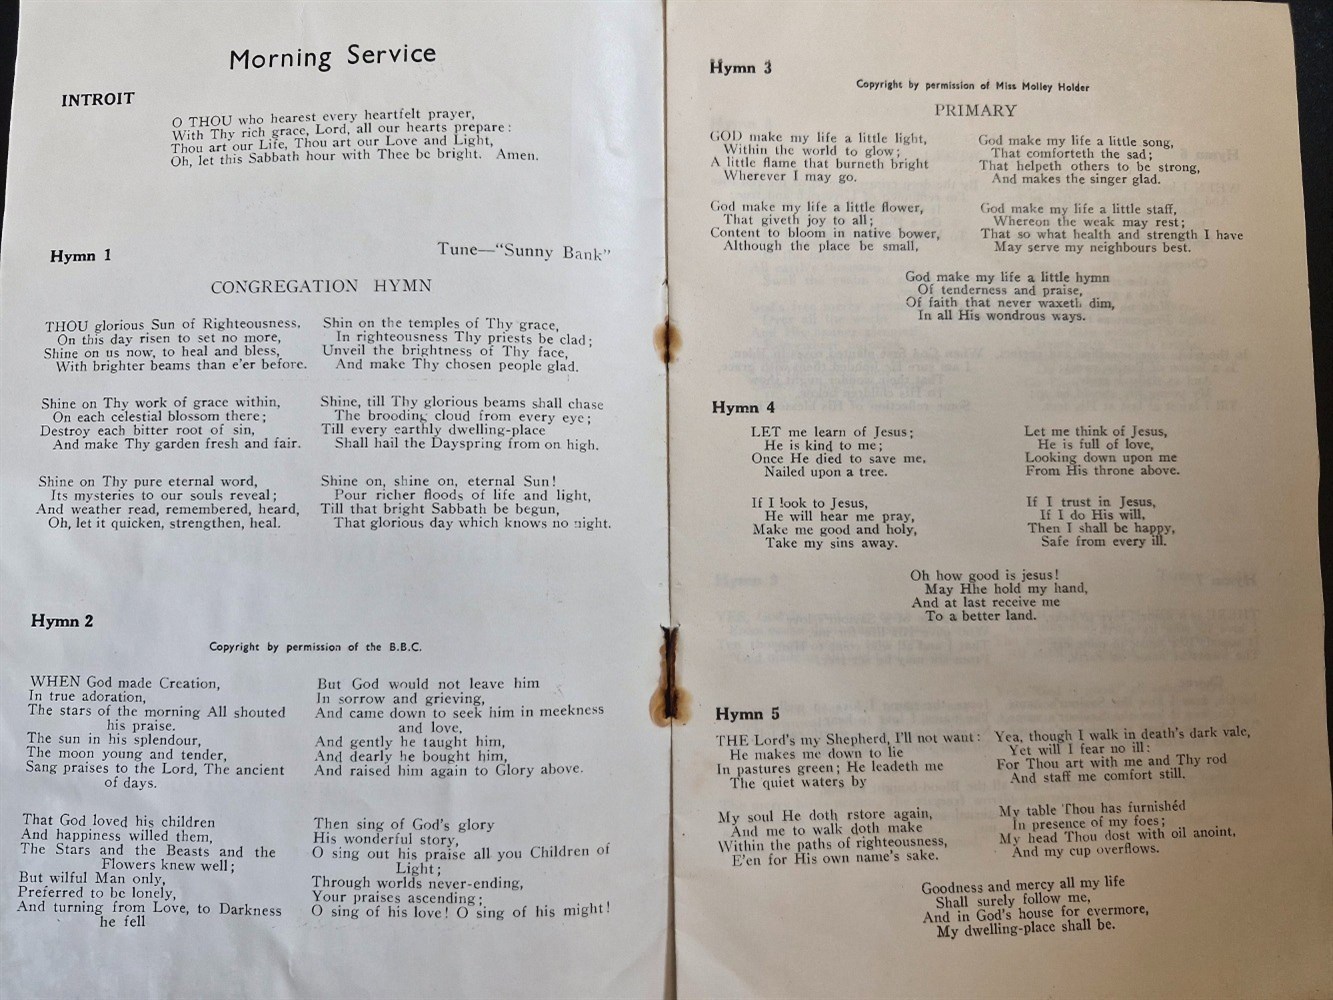 Morning Service
INTROIT
O THOU who hearest every heartfelt prayer,
With Thy rich grace, Lord, all our hearts prepare:
Thou art our Life, Thou art our Love and Light,
Oh, let this Sabbath hour with Thee be bright. Amen.
Hymn 1
Tune—"Sunny Bank"
CONGREGATION HYMN
THOU glorious Sun of Righteousness,
On this day risen to set no more,
Shine on us now, to heal and bless,
With brighter beams than e'er before.
Shine on Thy work of grace within,
On each celestial blossom there;
Destroy each bitter root of sin,
And make Thy garden fresh and fair.
Shine on Thy pure eternal word,
Its mysteries to our souls reveal;
And weather read, remembered, heard,
Oh, let it quicken, strengthen, heal.
Shin on the temples of Thy grace,
In righteousness Thy priests be clad;
Unveil the brightness of Thy face,
And make Thy chosen people glad.
Shine, till Thy glorious beams shall chase
The brooding cloud from every eye;
Till every earthly dwelling-place
Shall hail the Dayspring from on high.
Shine on, shine on, eternal Sun!
Pour richer floods of life and light,
Till that bright Sabbath be begun,
That glorious day which knows no night.
Hymn 2
Copyright by permission of the B.B.C.
WHEN God made Creation,
In true adoration,
The stars of the morning All shouted
his praise.
The sun in his splendour,
The moon young and tender,
Sang praises to the Lord, The ancient
of days.
That God loved his children
And happiness willed them,
The Stars and the Beasts and the
Flowers knew well;
But wilful Man only,
Preferred to be lonely,
And turning from Love, to Darkness
he fell
But God would not leave him
In sorrow and grieving,
And came down to seek him in meekness
and love,
And gently he taught him,
And dearly he bought him,
And raised him again to Glory above.
Then sing of God's glory
His wonderful story,
O sing out his praise all you Children of
Light;
Through worlds never-ending,
Your praises ascending;
O sing of his love! O sing of his might!
Hymn 3
Copyright by permission of Miss Molley Holder
PRIMARY
GOD make my life a little light,
Within the world to glow;
A little flame that burneth bright
Wherever I may go.
God make my life a little flower,
That giveth joy to all;
Content to bloom in native bower,
Although the place be small.
God make my life a little song,
That comforteth the sad;
That helpeth others to be strong,
And makes the singer glad.
God make my life a little staff,
Whereon the weak may rest;
That so what health and strength I have
May serve my neighbours best.
God make my life a little hymn
Of tenderness and praise,
Of faith that never waxeth dim,
In all His wondrous ways.
Hymn 4
LET me learn of Jesus;
He is kind to me;
Once He died to save me,
Nailed upon a tree.
If I look to Jesus,
He will hear me pray,
Make me good and holy,
Take my sins away.
Let me think of Jesus,
He is full of love,
Looking down upon me
From His throne above.
If I trust in Jesus,
If I do His will,
Then I shall be happy,
Safe from every ill.
Oh how good is jesus!
May Hhe hold my hand,
And at last receive me
To a better land.
Hymn 5
THE Lord's my Shepherd, I'll not want:
He makes me down to lie
In pastures green; He leadeth me
The quiet waters by
My soul He doth rstore again,
And me to walk doth make
Within the paths of righteousness,
E'en for His own name's sake.
Yea, though I walk in death's dark vale,
Yet will I fear no ill:
For Thou art with me and Thy rod
And staff me comfort still.
My table Thou has furnishéd
In presence of my foes;
My head Thou dost with oil anoint,
And my cup overflows.
Goodness and mercy all my life
Shall surely follow me,
And in God's house for evermore,
My dwelling-place shall be.